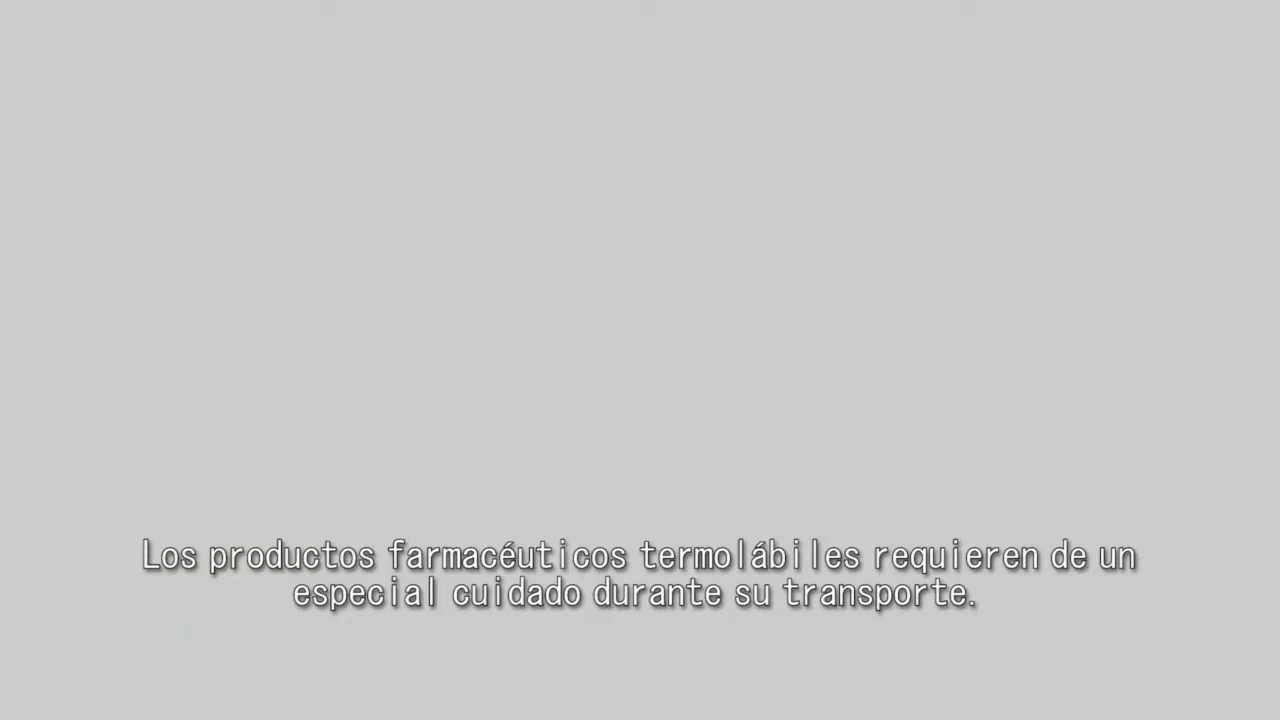 Los productos farmacéuticos termolábiles requieren de un
especial cuidado durante su transporte.